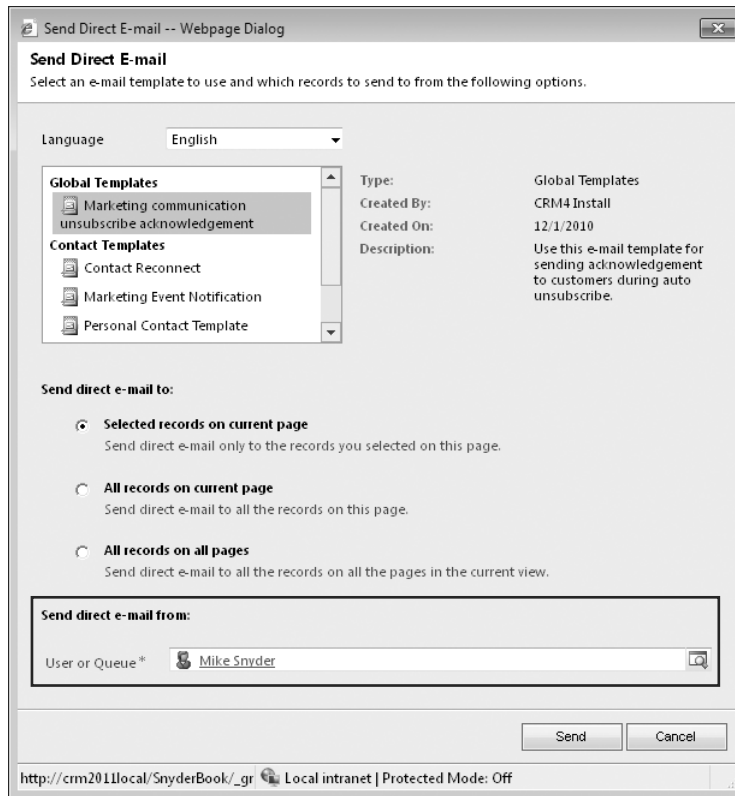 Send Direct E-mail -- Webpage Dialog
Send Direct E-mail
Select an e-mail template to use and which records to send to from the following options.
Language English
Global Templates
Marketing communication
unsubscribe acknowledgement
Contact Templates
Contact Reconnect
Marketing Event Notification
Personal Contact Template
Type: Global Templates
Created By: CRM4 Install
Created On: 12/1/2010
Description: Use this e-mail template for
sending acknowledgement
to customers during auto
unsubscribe.
Send direct e-mail to:
Selected records on current page
Send direct e-mail only to the records you selected on this page.
All records on current page
Send direct e-mail to all the records on this page.
All records on all pages
Send direct e-mail to all the records on all the pages in the current view.
Send direct e-mail from:
User or Queue * Mike Snyder
Send Cancel
http://crm2011local/SnyderBook/_gr Local intranet | Protected Mode: Off